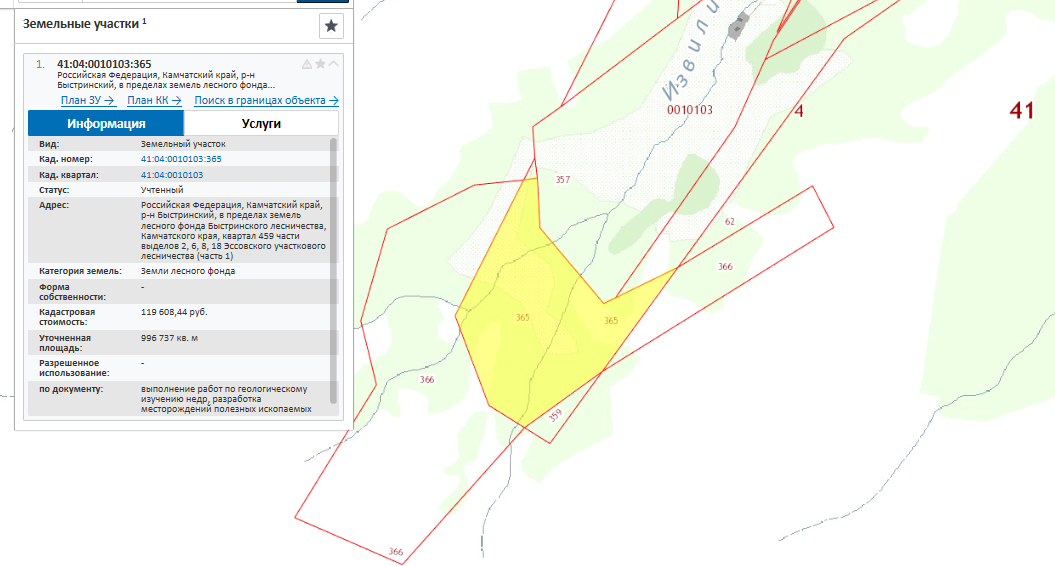 Земельные участки 1
1. 41:04:0010103:365
Российская Федерация, Камчатский край, р-н
Быстринский, в пределах земель лесного фонда...
План ЗУ → План КК → Поиск в границах объекта →
Информация Услуги
Вид: Земельный участок
Кад. номер: 41:04:0010103:365
Кад. квартал: 41:04:0010103
Статус: Учтенный
Адрес: Российская Федерация, Камчатский край,
р-н Быстринский, в пределах земель
лесного фонда Быстринского лесничества,
Камчатского края, квартал 459 части
выделов 2, 6, 8, 18 Эссовского участкового
лесничества (часть 1)
Категория земель: Земли лесного фонда
Форма
собственности: -
Кадастровая
стоимость: 119 608,44 руб.
Уточненная
площадь: 996 737 кв. м
Разрешенное
использование: -
по документу: выполнение работ по геологическому
изучению недр, разработка
месторождений полезных ископаемых
Извили
0010103
4
41
357
62
366
365
365
366
359
366